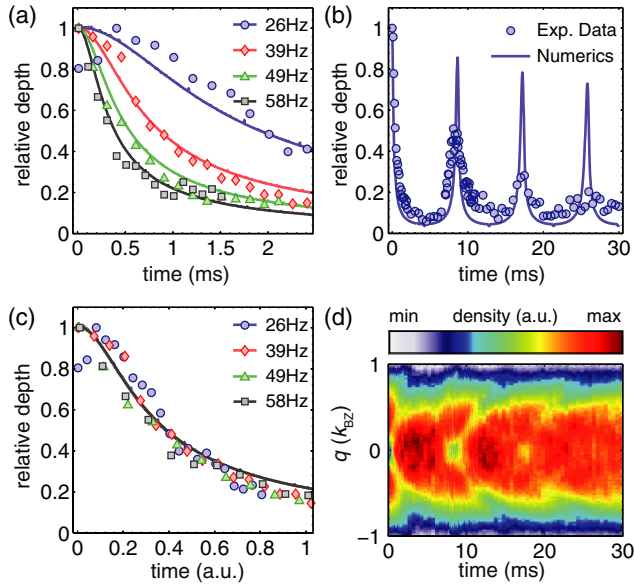 (a)
26Hz
39Hz
49Hz
58Hz
1
0.8
0.6
0.4
0.2
0
relative depth
0 0.5 1 1.5 2
time (ms)
(b)
Exp. Data
Numerics
1
0.8
0.6
0.4
0.2
0
relative depth
0 10 20 30
time (ms)
(c)
26Hz
39Hz
49Hz
58Hz
1
0.8
0.6
0.4
0.2
0
relative depth
0 0.2 0.4 0.6 0.8 1
time (a.u.)
(d)
min density (a.u.) max
1
0
−1
q (kBZ)
0 10 20 30
time (ms)